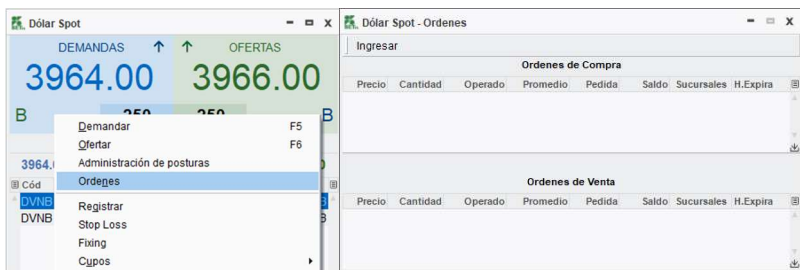 Dólar Spot
DEMANDAS OFERTAS
3964.00 3966.00
B 250 250 B
Demandar F5
Ofertar F6
Administración de posturas
3964.
Ordenes
Cód
DVNB
DVNB
Registrar
Stop Loss
Fixing
Cupos
Dólar Spot - Ordenes
Ingresar
Ordenes de Compra
Precio Cantidad Operado Promedio Pedida Saldo Sucursales H.Expira
Ordenes de Venta
Precio Cantidad Operado Promedio Pedida Saldo Sucursales H.Expira